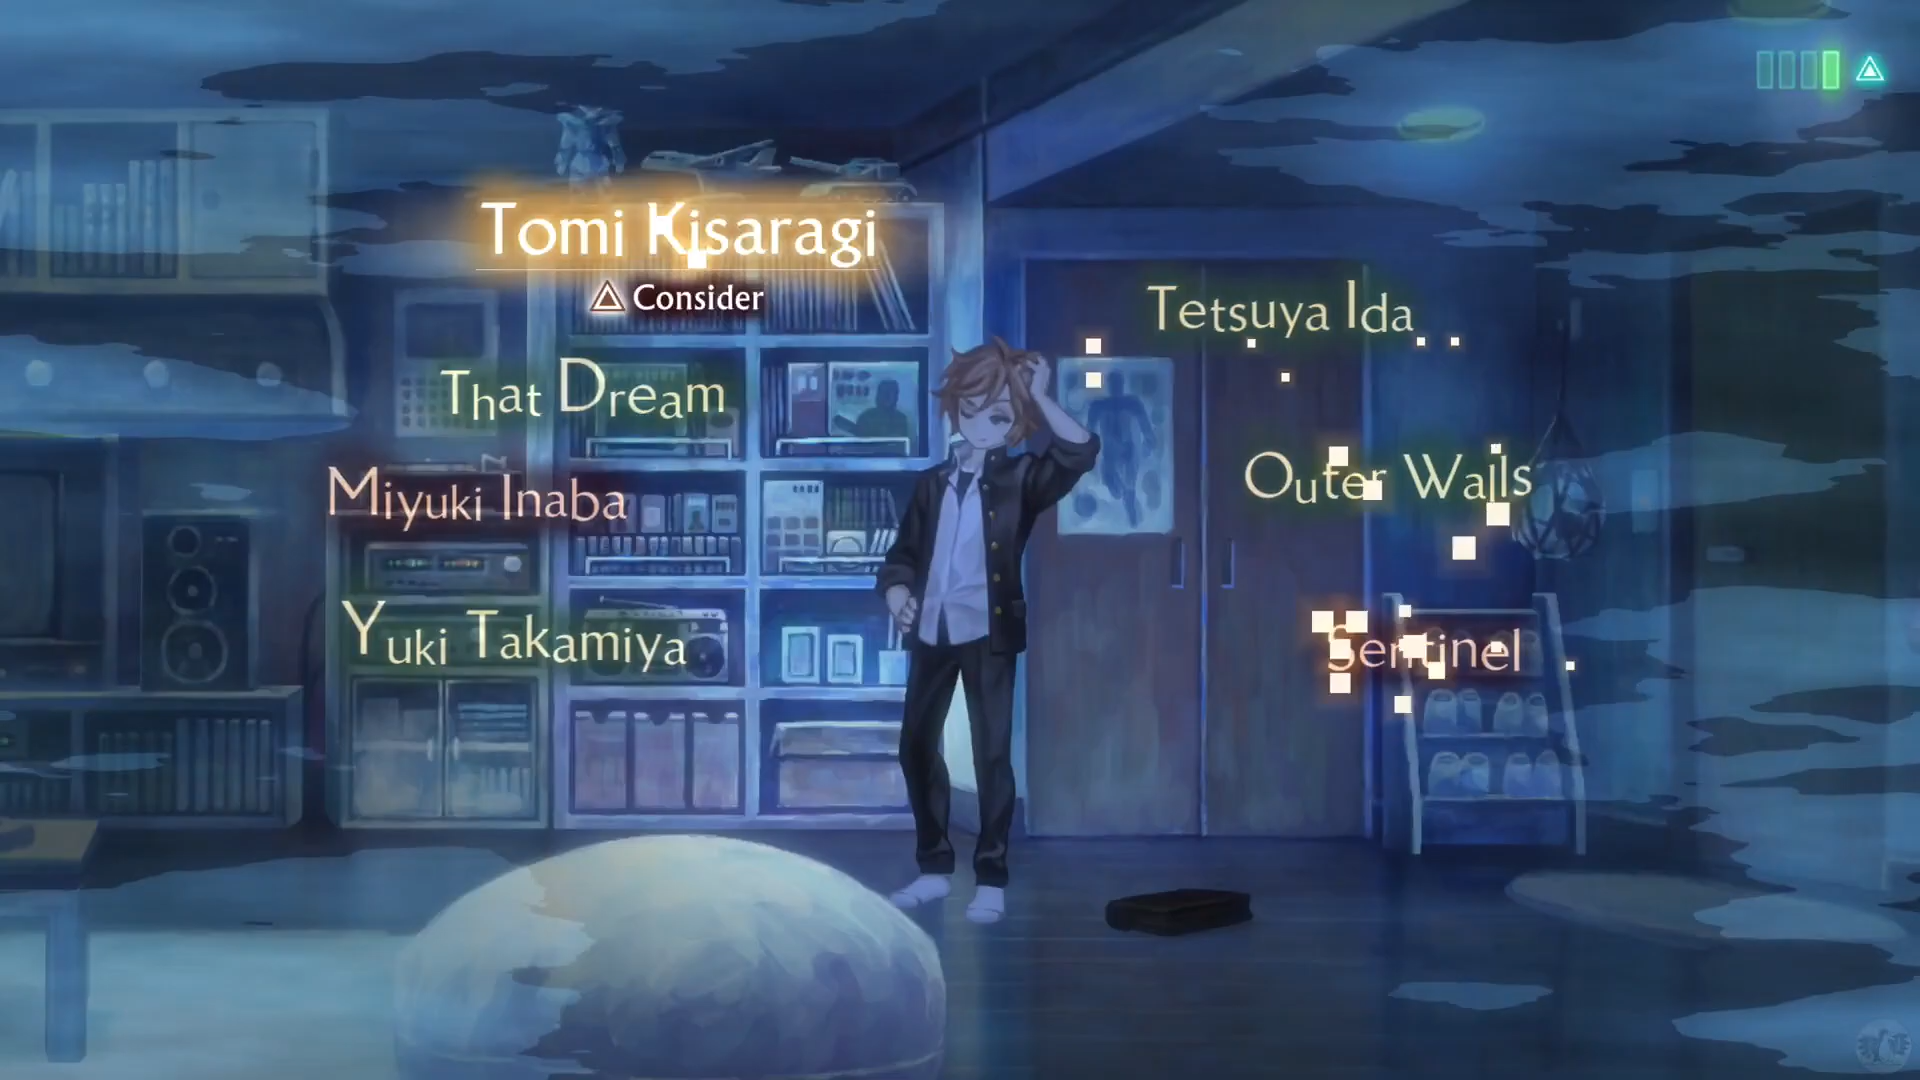 Tomi Kisaragi
Consider
Tetsuya Ida
That Dream
Outer Walls
Miyuki Inaba
Yuki Takamiya
Sentinel